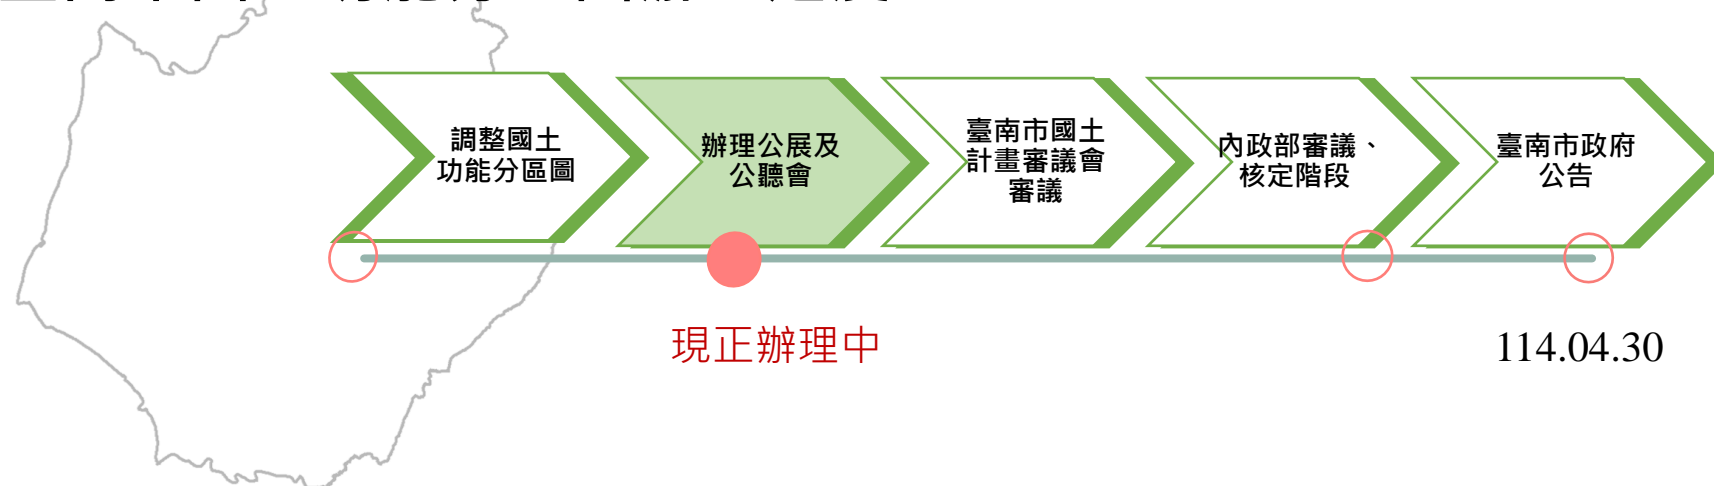 調整國土
功能分區圖
辦理公展及
公聽會
臺南市國土
計畫審議會
審議
內政部審議、
核定階段
臺南市政府
公告
現正辦理中
114.04.30